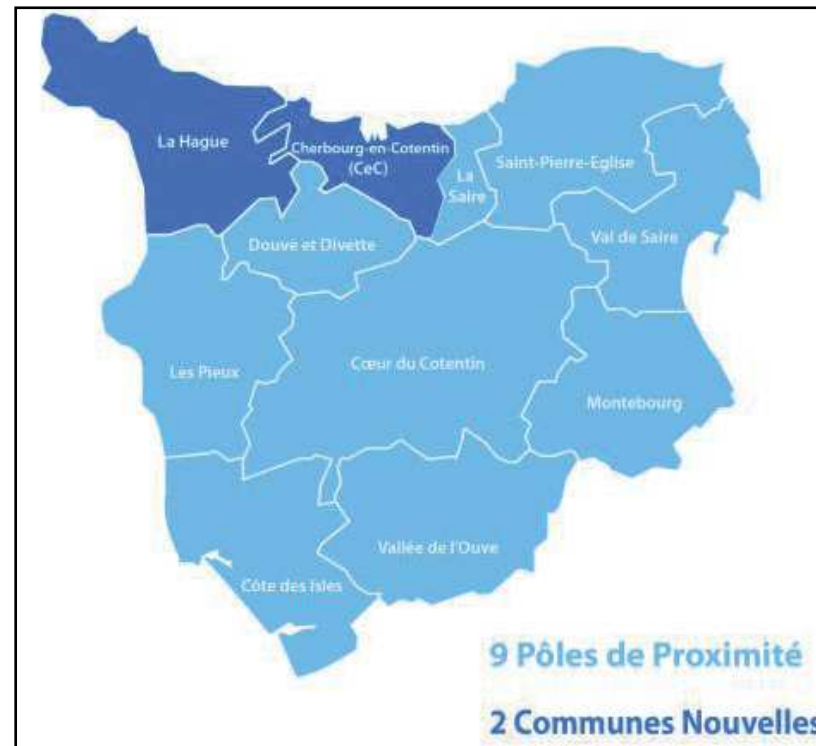 La Hague
Cherbourg-en-Cotentin
(CeC)
La
Saire
Saint-Pierre-Eglise
Val de Saire
Douve et Divette
Les Pieux
Cœur du Cotentin
Montebourg
Vallée de l'Ouve
Côte des Isles
9 Pôles de Proximité
2 Communes Nouvelles